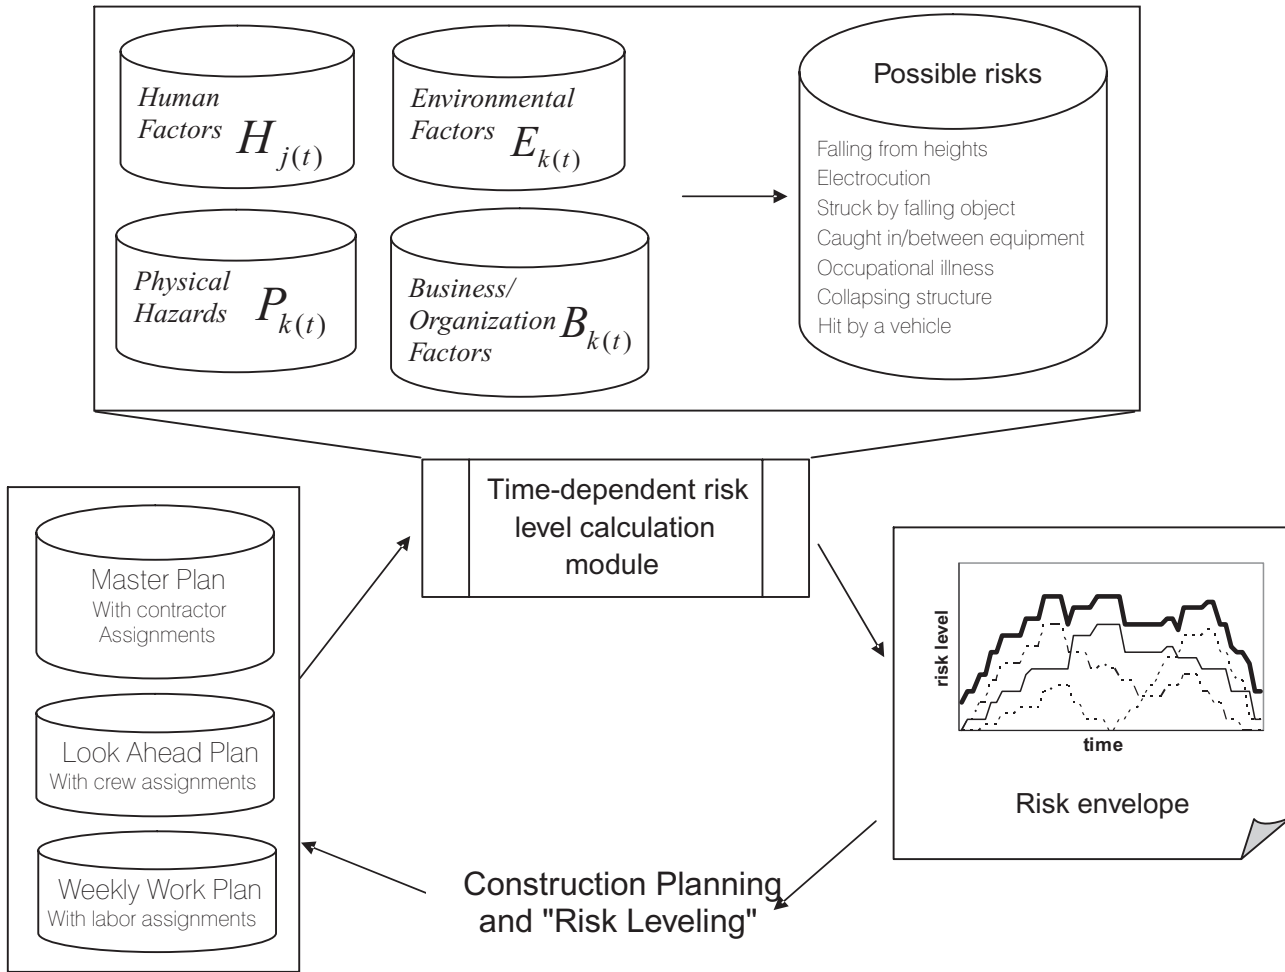 Human
Factors H j(t)
Environmental
Factors E k(t)
Physical
Hazards P k(t)
Business/
Organization B k(t)
Factors
Possible risks
Falling from heights
Electrocution
Struck by falling object
Caught in/between equipment
Occupational illness
Collapsing structure
Hit by a vehicle
Time-dependent risk
level calculation
module
Master Plan
With contractor
Assignments
Look Ahead Plan
With crew assignments
Weekly Work Plan
With labor assignments
risk level
time
Risk envelope
Construction Planning
and "Risk Leveling"